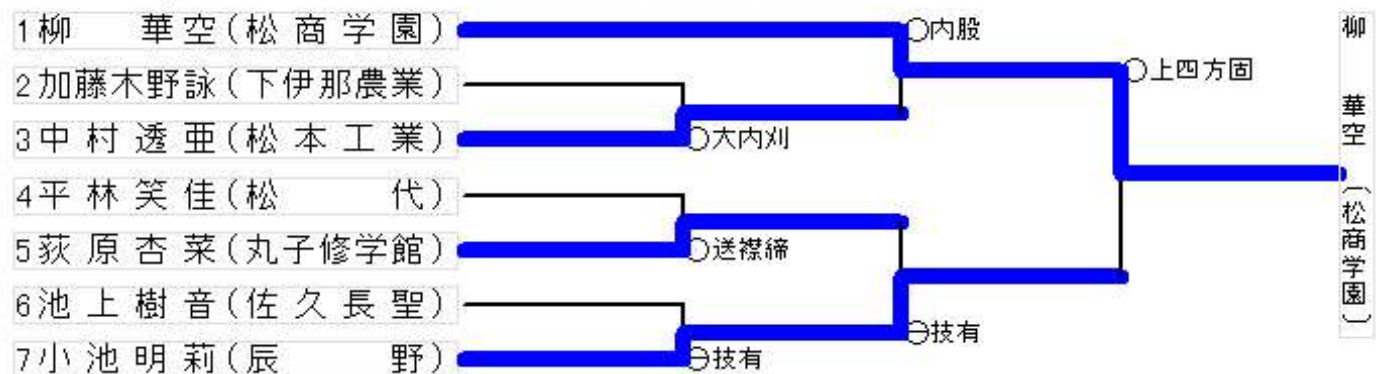 1柳　華空(松商学園)
○内股
○上四方固
2加藤木野詠(下伊那農業)
3中村透亜(松本工業)
○大内刈
4平林笑佳(松代)
5荻原杏菜(丸子修学館)
○送襟締
6池上樹音(佐久長聖)
⊖技有
7小池明莉(辰野)
⊖技有
柳　華空(松商学園)